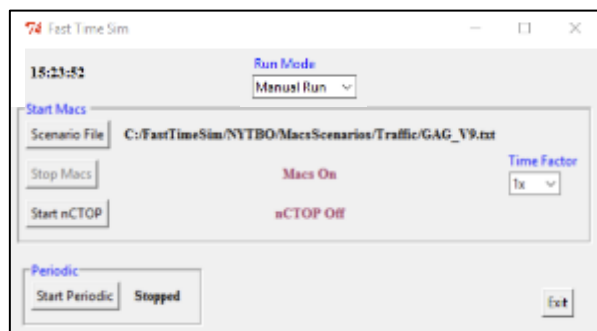 Fast Time Sim
Run Mode
15:23:52
Manual Run
Start Macs
Scenario File C:/FastTimeSim/NYTBO/MacsScenarios/Traffic/GAG_V9.txt
Time Factor
Stop Macs Macs On
1x
Start nCTOP nCTOP Off
Periodic
Start Periodic Stopped
Exit